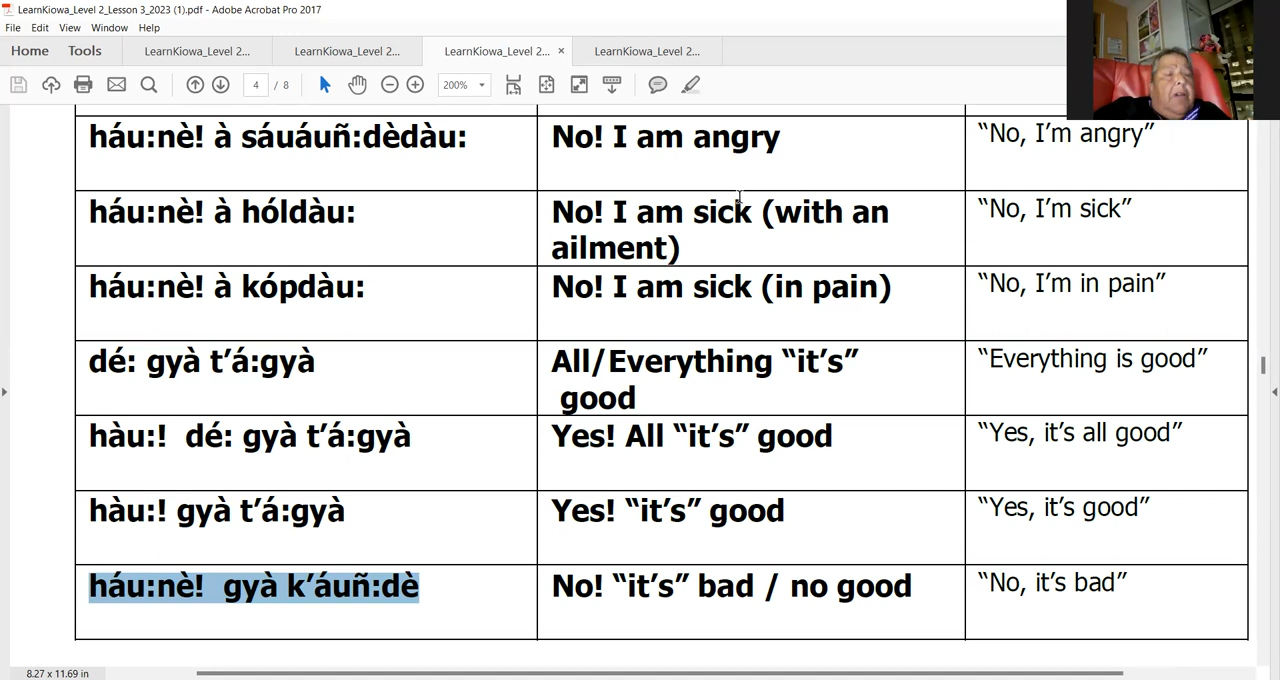 LearnKiowa_Level 2_Lesson 3_2023 (1).pdf - Adobe Acrobat Pro 2017
File Edit View Window Help
Home Tools LearnKiowa_Level 2... LearnKiowa_Level 2... LearnKiowa_Level 2... × LearnKiowa_Level 2...
4 / 8 200%
háu:nè! à sáuáuñ:dèdàu: No! I am angry “No, I’m angry”
háu:nè! à hóldàu: No! I am sick (with an “No, I’m sick”
ailment)
háu:nè! à kópdàu: No! I am sick (in pain) “No, I’m in pain”
dé: gyà t’á:gyà All/Everything “it’s” “Everything is good”
good
hàu:! dé: gyà t’á:gyà Yes! All “it’s” good “Yes, it’s all good”
hàu:! gyà t’á:gyà Yes! “it’s” good “Yes, it’s good”
háu:nè! gyà k’áuñ:dè No! “it’s” bad / no good “No, it’s bad”
8.27 x 11.69 in